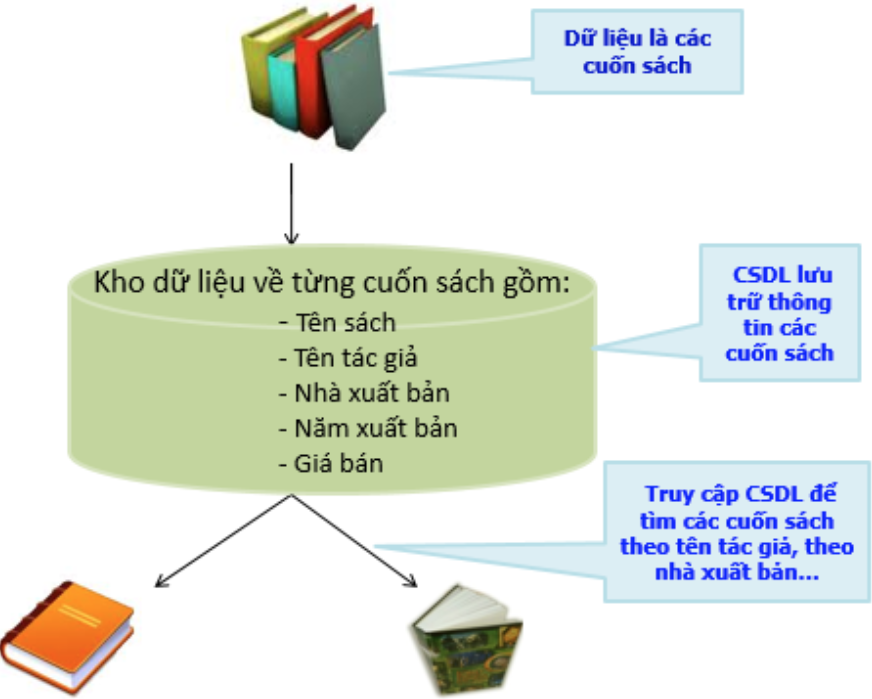 Dữ liệu là các
cuốn sách
Kho dữ liệu về từng cuốn sách gồm:
- Tên sách
- Tên tác giả
- Nhà xuất bản
- Năm xuất bản
- Giá bán
CSDL lưu
trữ thông
tin các
cuốn sách
Truy cập CSDL để
tìm các cuốn sách
theo tên tác giả, theo
nhà xuất bản...